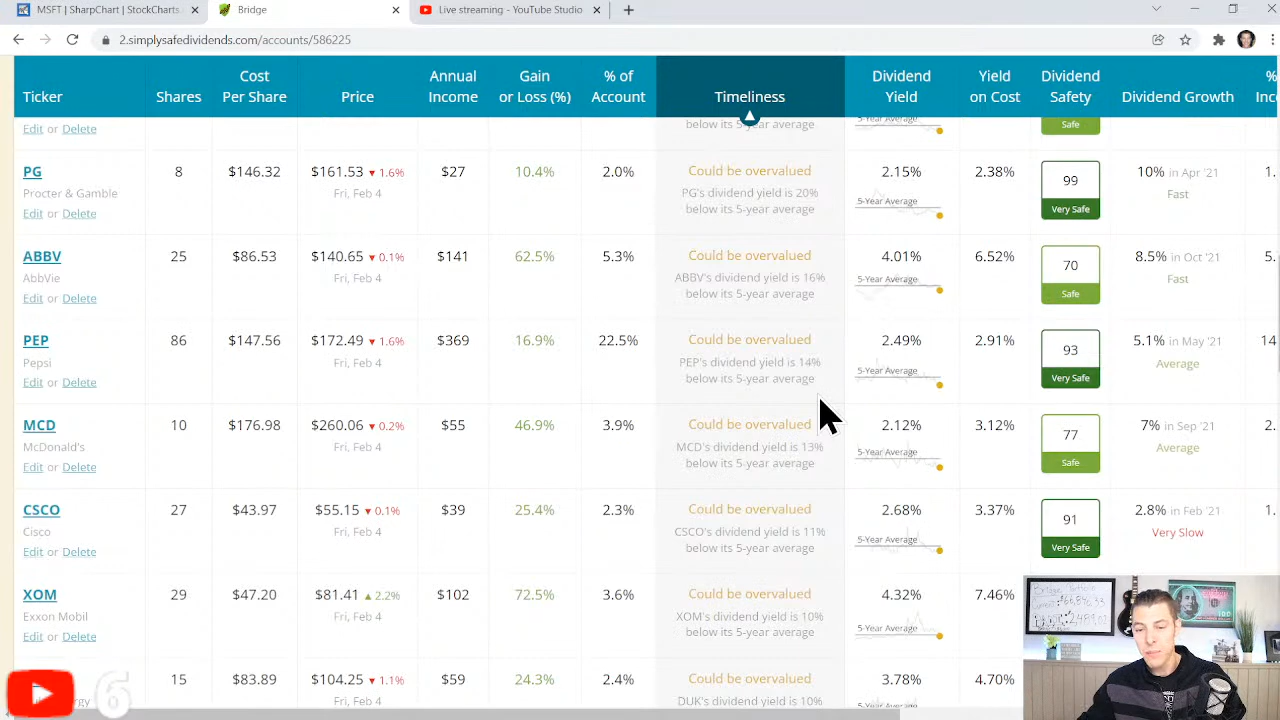 MSFT | SharpChart | StockCharts.
Bridge
Live streaming - YouTube Studio
2.simplysafedividends.com/accounts/586225
Ticker
Shares
Cost
Per Share
Price
Annual
Income
Gain
or Loss (%)
% of
Account
Timeliness
Dividend
Yield
Yield
on Cost
Dividend
Safety
Dividend Growth
%
Inc
Edit or Delete
below its 5-year average
5-Year Average
Safe
PG
8
$146.32
$161.53 ▼ 1.6%
$27
10.4%
2.0%
Could be overvalued
2.15%
2.38%
99
10% in Apr '21
1.
Procter & Gamble
Fri, Feb 4
PG's dividend yield is 20%
below its 5-year average
5-Year Average
Very Safe
Fast
Edit or Delete
ABBV
25
$86.53
$140.65 ▼ 0.1%
$141
62.5%
5.3%
Could be overvalued
4.01%
6.52%
70
8.5% in Oct '21
5.
AbbVie
Fri, Feb 4
ABBV's dividend yield is 16%
below its 5-year average
5-Year Average
Safe
Fast
Edit or Delete
PEP
86
$147.56
$172.49 ▼ 1.6%
$369
16.9%
22.5%
Could be overvalued
2.49%
2.91%
93
5.1% in May '21
14
Pepsi
Fri, Feb 4
PEP's dividend yield is 14%
below its 5-year average
5-Year Average
Very Safe
Average
Edit or Delete
MCD
10
$176.98
$260.06 ▼ 0.2%
$55
46.9%
3.9%
Could be overvalued
2.12%
3.12%
77
7% in Sep '21
2.
McDonald's
Fri, Feb 4
MCD's dividend yield is 13%
below its 5-year average
5-Year Average
Safe
Average
Edit or Delete
CSCO
27
$43.97
$55.15 ▼ 0.1%
$39
25.4%
2.3%
Could be overvalued
2.68%
3.37%
91
2.8% in Feb '21
1.
Cisco
Fri, Feb 4
CSCO's dividend yield is 11%
below its 5-year average
5-Year Average
Very Safe
Very Slow
Edit or Delete
XOM
29
$47.20
$81.41 ▲ 2.2%
$102
72.5%
3.6%
Could be overvalued
4.32%
7.46%
Exxon Mobil
Fri, Feb 4
XOM's dividend yield is 10%
below its 5-year average
5-Year Average
Edit or Delete
15
$83.89
$104.25 ▼ 1.1%
$59
24.3%
2.4%
Could be overvalued
3.78%
4.70%
Fri, Feb 4
DUK's dividend yield is 10%
6